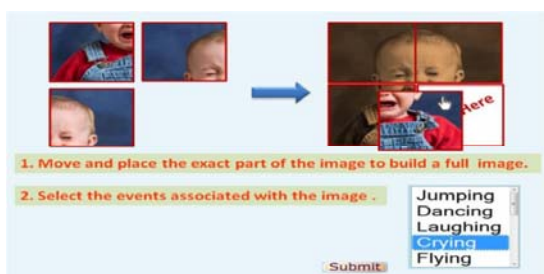 Here
1. Move and place the exact part of the image to build a full image.
2. Select the events associated with the image .
Jumping
Dancing
Laughing
Crying
Flying
Submit